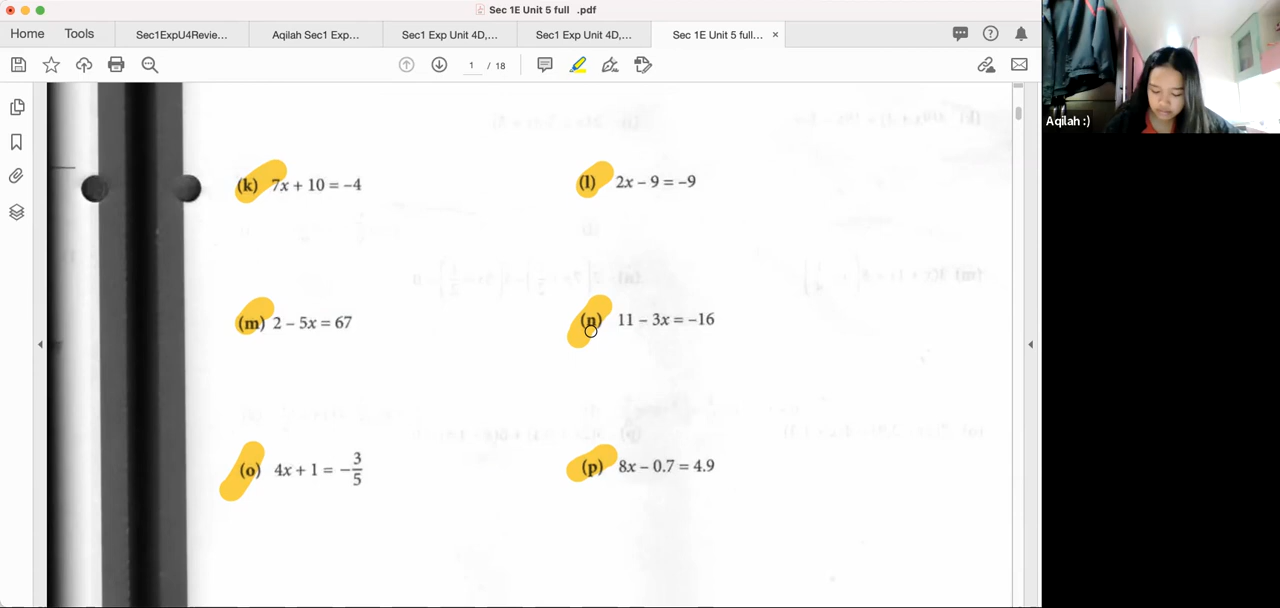 Sec 1E Unit 5 full .pdf
Home Tools Sec1ExpU4Revie... Aqilah Sec1 Exp... Sec1 Exp Unit 4D,... Sec1 Exp Unit 4D,... Sec 1E Unit 5 full... ×
1 / 18
Aqilah :)
(k) 7x + 10 = −4 (l) 2x − 9 = −9
(m) 2 − 5x = 67 (n) 11 − 3x = −16
(o) 4x + 1 = −3/5 (p) 8x − 0.7 = 4.9